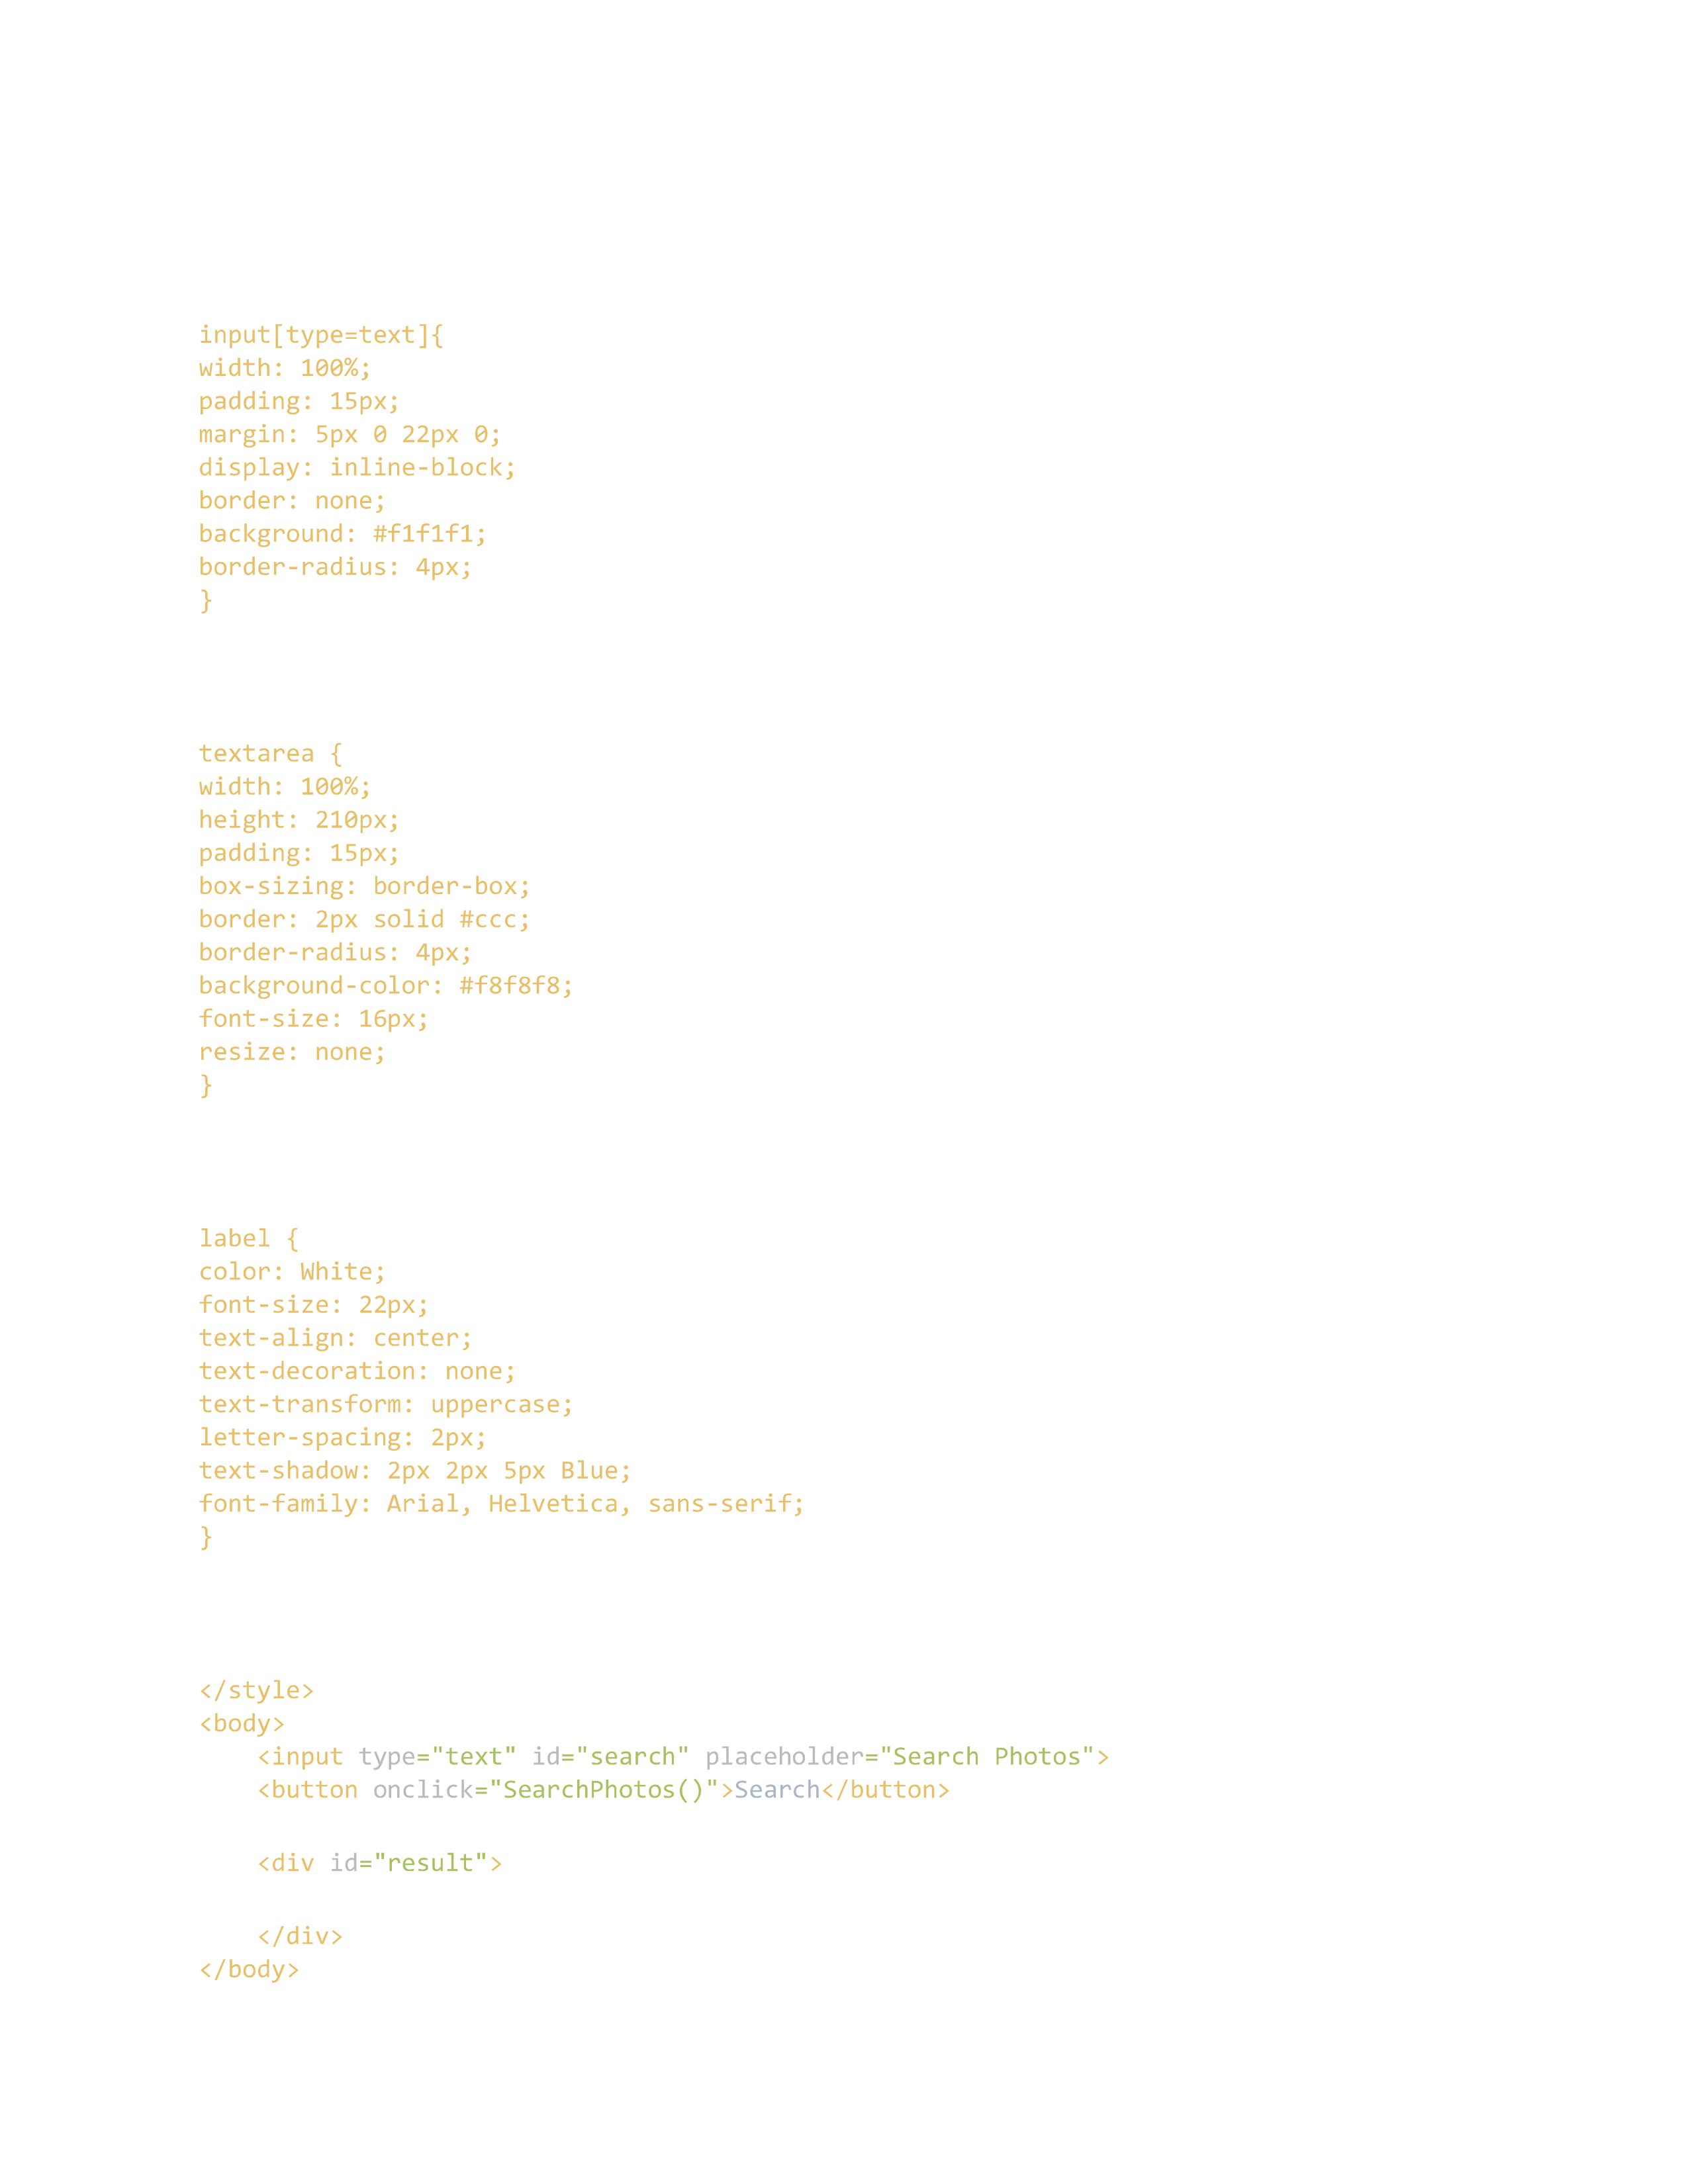 input[type=text]{
width: 100%;
padding: 15px;
margin: 5px 0 22px 0;
display: inline-block;
border: none;
background: #f1f1f1;
border-radius: 4px;
}
textarea {
width: 100%;
height: 210px;
padding: 15px;
box-sizing: border-box;
border: 2px solid #ccc;
border-radius: 4px;
background-color: #f8f8f8;
font-size: 16px;
resize: none;
}
label {
color: White;
font-size: 22px;
text-align: center;
text-decoration: none;
text-transform: uppercase;
letter-spacing: 2px;
text-shadow: 2px 2px 5px Blue;
font-family: Arial, Helvetica, sans-serif;
}
</style>
<body>
    <input type="text" id="search" placeholder="Search Photos">
    <button onclick="SearchPhotos()">Search</button>
    <div id="result">
    </div>
</body>